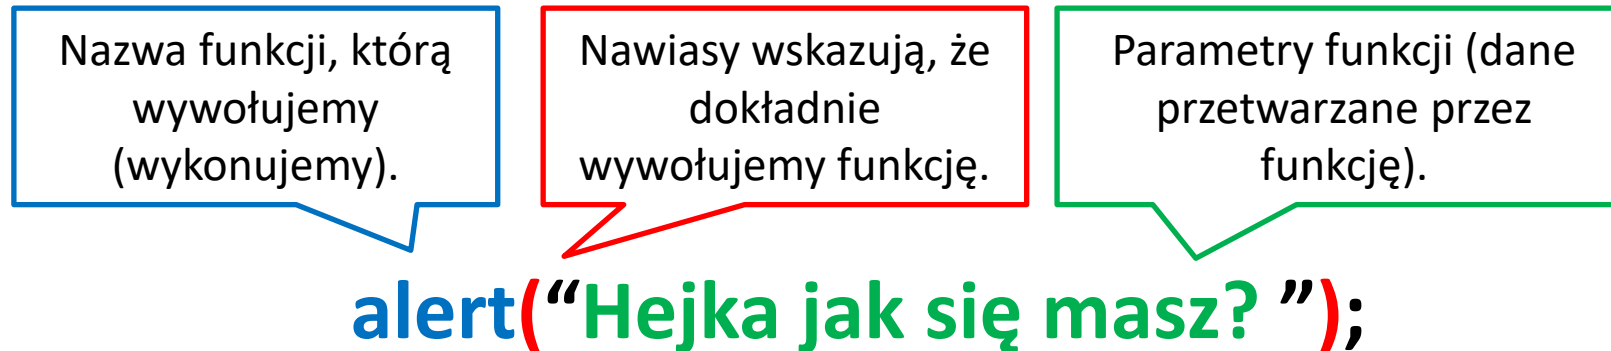 Nazwa funkcji, którą
wywołujemy
(wykonujemy).
Nawiasy wskazują, że
dokładnie
wywołujemy funkcję.
Parametry funkcji (dane
przetwarzane przez
funkcję).
alert(“Hejka jak się masz? ”);